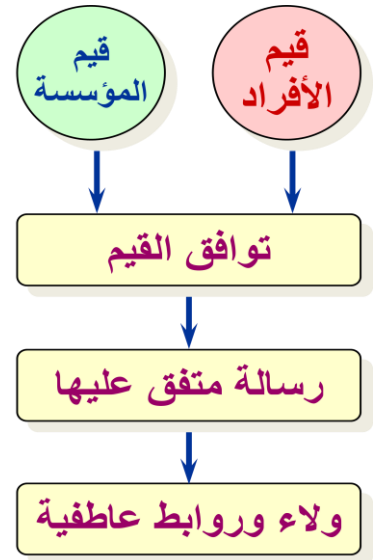 قيم
الأفراد
قيم
المؤسسة
توافق القيم
رسالة متفق عليها
ولاء وروابط عاطفية